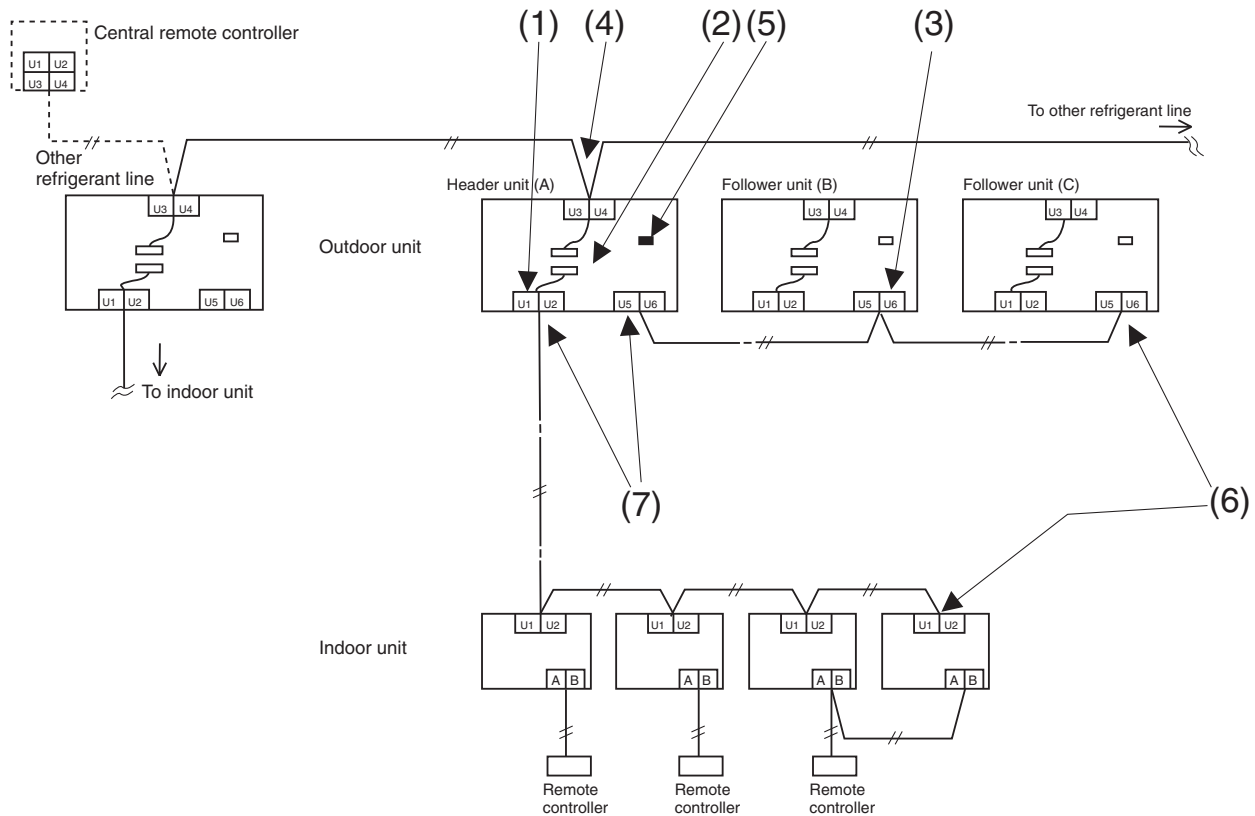 (1) (4) (2) (5) (3)
Central remote controller
U1 U2
U3 U4
To other refrigerant line
Other
refrigerant line
Header unit (A)
Follower unit (B)
Follower unit (C)
U3 U4
U3 U4
U3 U4
U3 U4
Outdoor unit
U1 U2
U5 U6
U1 U2
U5 U6
U1 U2
U5 U6
U1 U2
U5 U6
To indoor unit
(7)
(6)
U1 U2
U1 U2
U1 U2
U1 U2
Indoor unit
A B
A B
A B
A B
Remote
controller
Remote
controller
Remote
controller